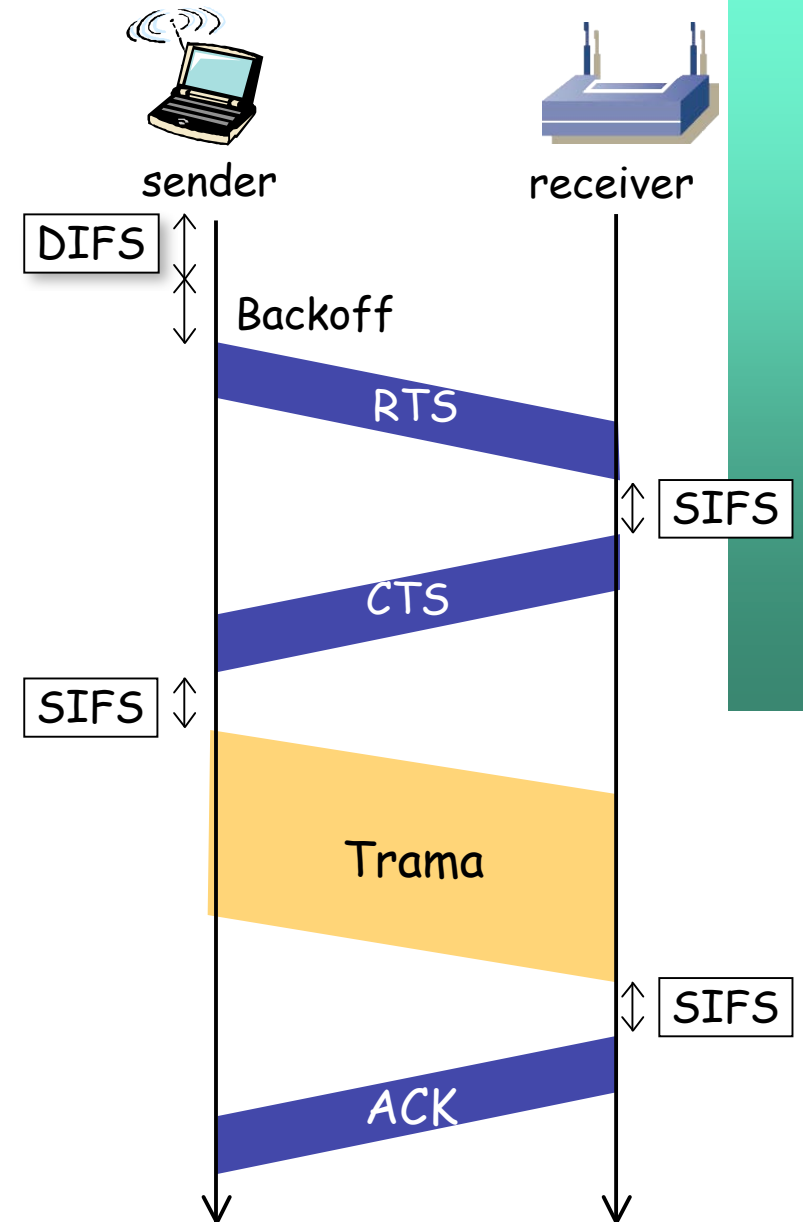 sender
receiver
DIFS
Backoff
RTS
SIFS
CTS
SIFS
Trama
SIFS
ACK